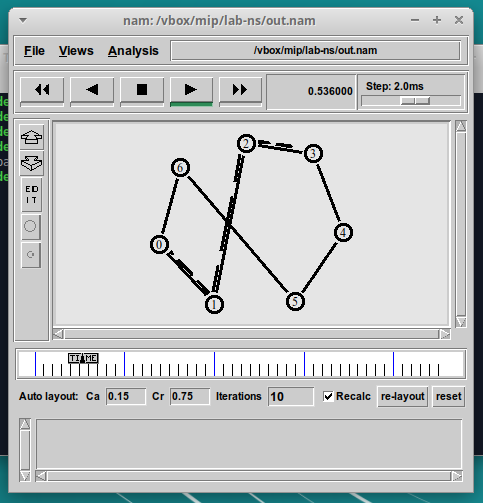 nam: /vbox/mip/lab-ns/out.nam
File Views Analysis /vbox/mip/lab-ns/out.nam
0.536000 Step: 2.0ms
ED
IT
2
3
6
4
0
5
1
TIME
Auto layout: Ca 0.15 Cr 0.75 Iterations 10 Recalc re-layout reset